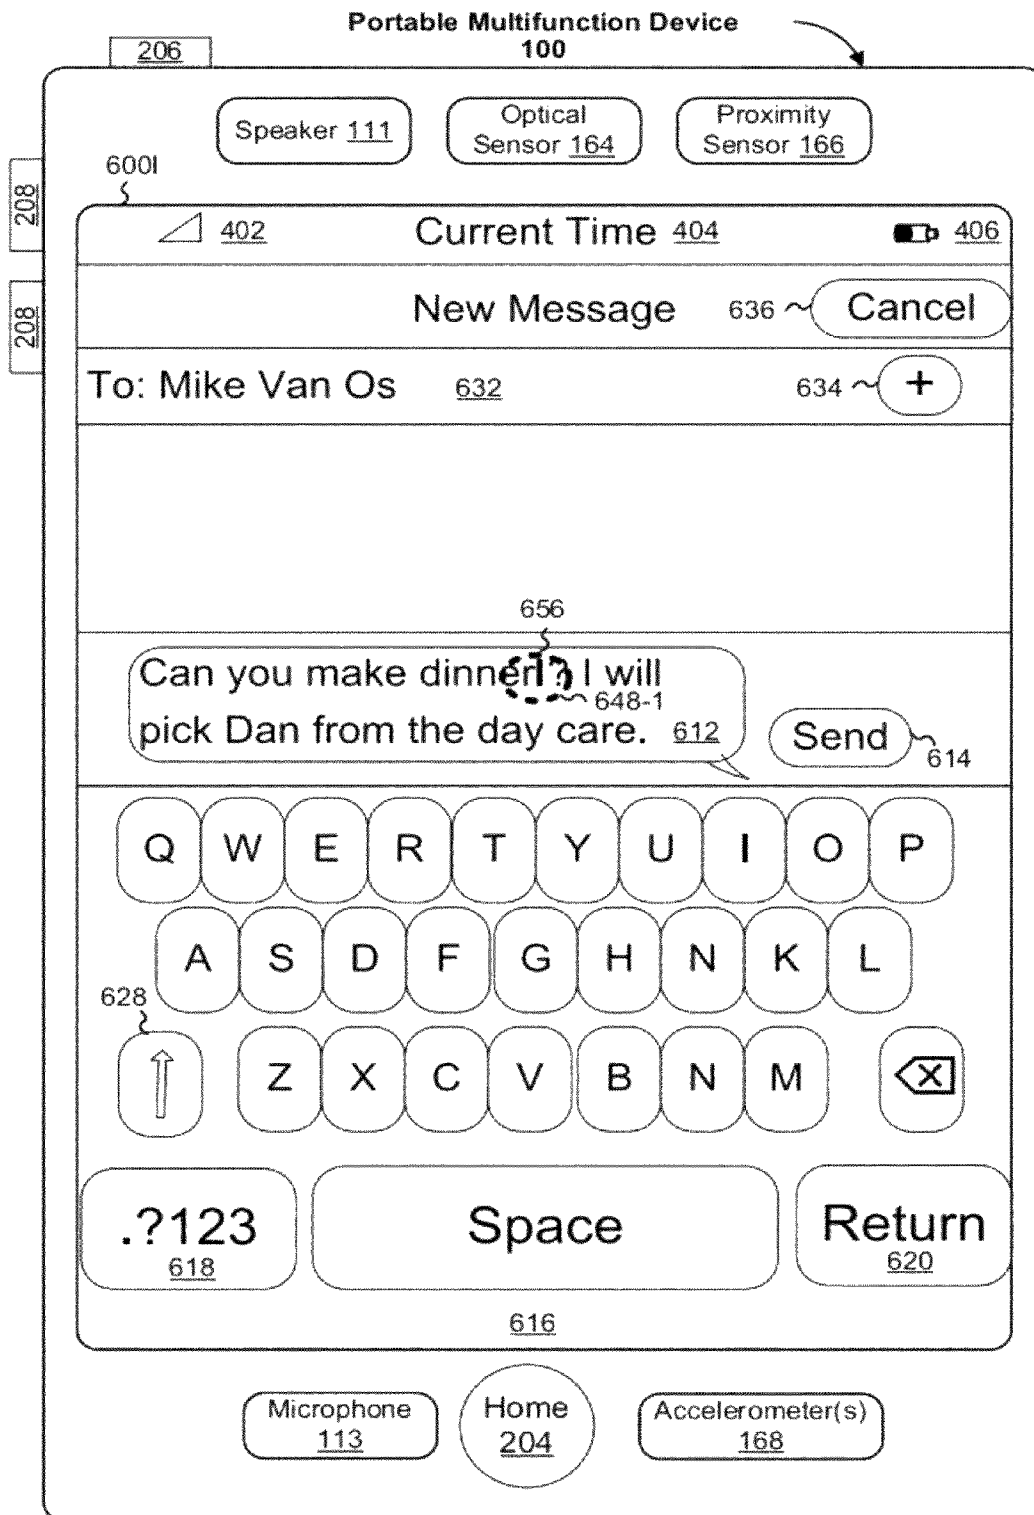 Portable Multifunction Device
100
206
Speaker 111
Optical
Sensor 164
Proximity
Sensor 166
600I
208
208
402
Current Time 404
406
New Message
636
Cancel
To: Mike Van Os 632
634
+
656
Can you make dinner? I will
648-1
pick Dan from the day care. 612
Send
614
Q W E R T Y U I O P
A S D F G H N K L
628
Z X C V B N M
.?123
618
Space
Return
620
616
Microphone
113
Home
204
Accelerometer(s)
168